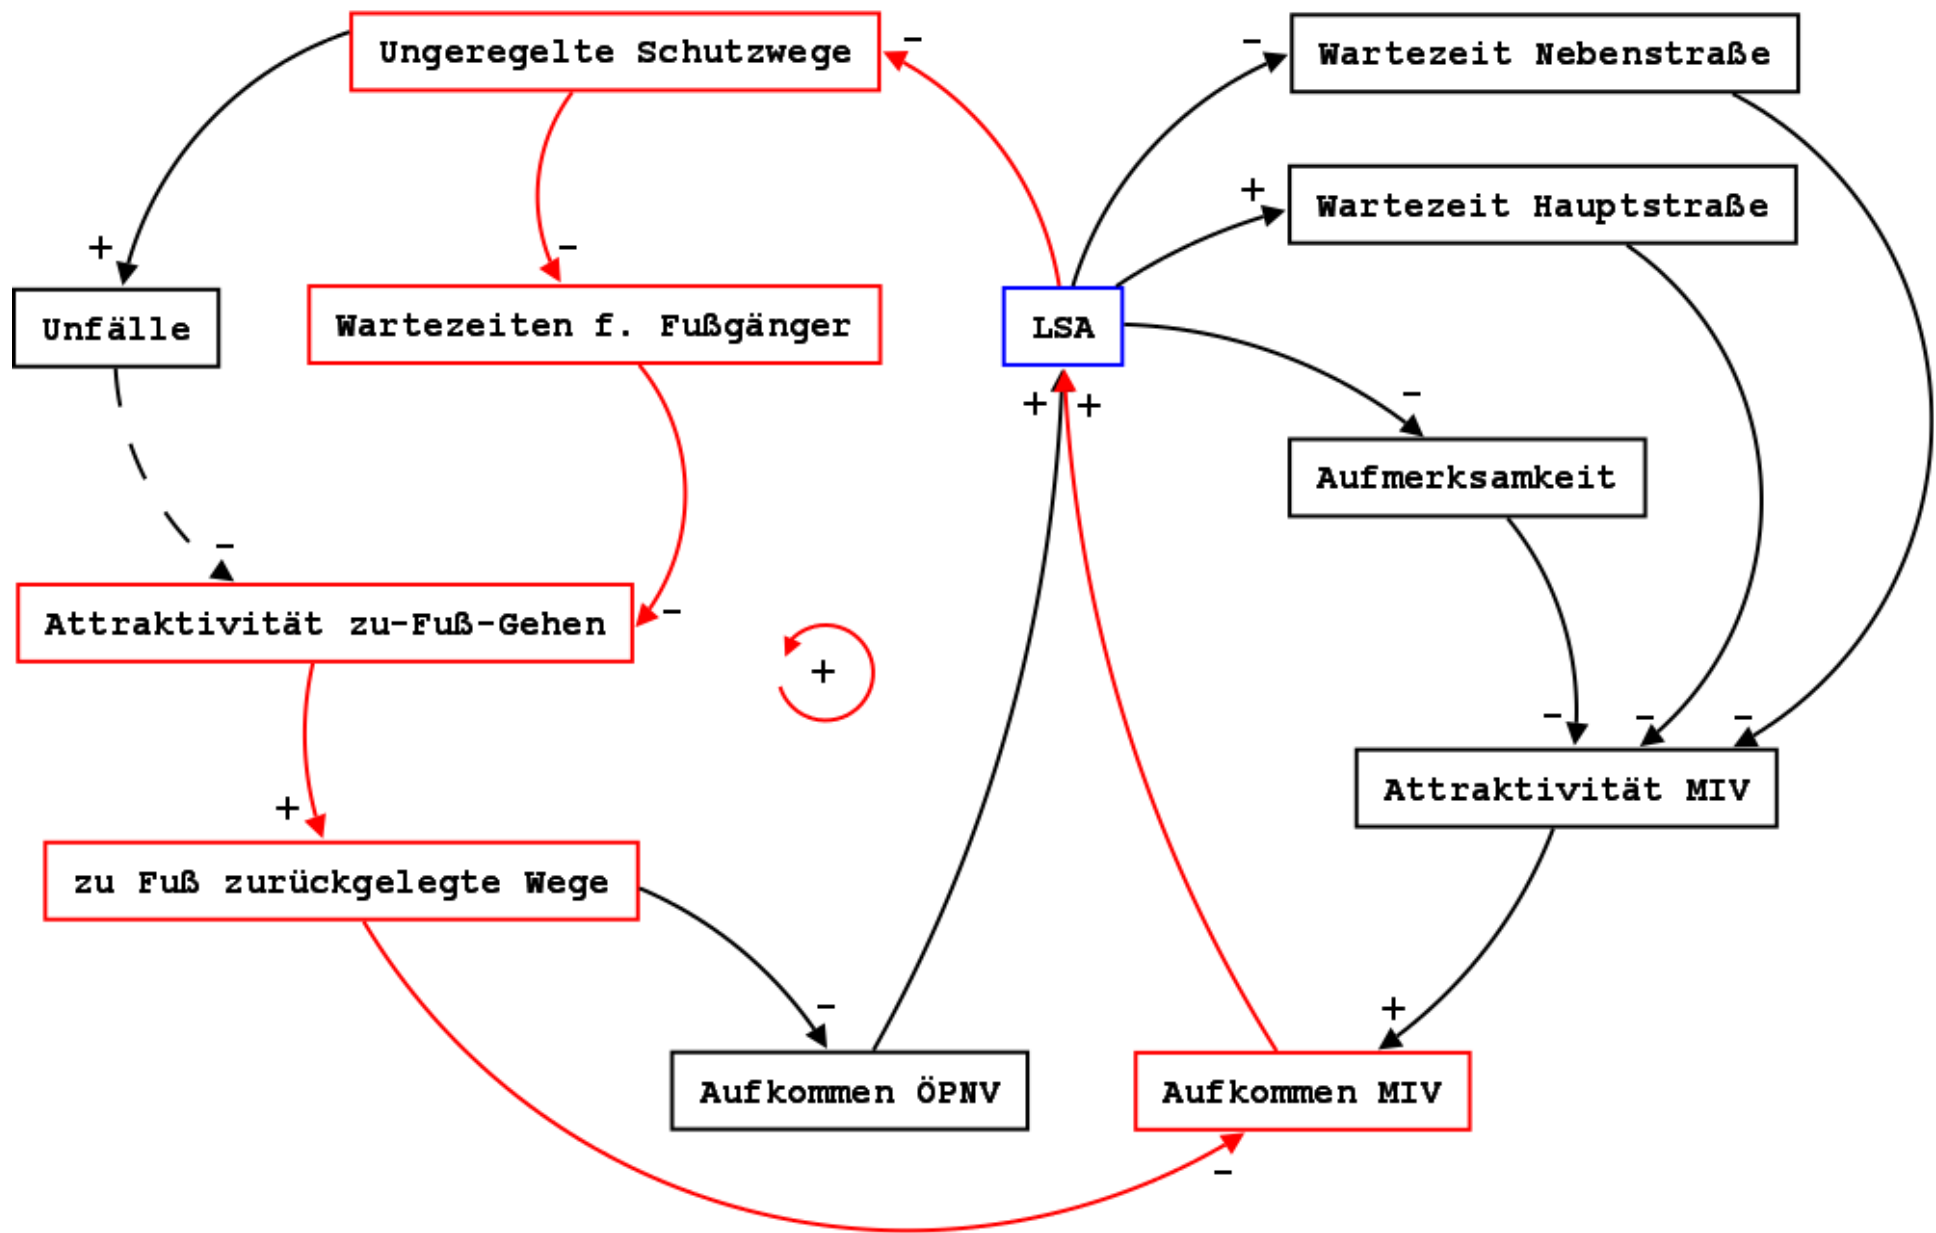 Ungeregelte Schutzwege
-
-
Wartezeit Nebenstraße
+
Wartezeit Hauptstraße
+
-
Unfälle
Wartezeiten f. Fußgänger
LSA
+
+
-
Aufmerksamkeit
-
Attraktivität zu-Fuß-Gehen
-
+
-
-
-
Attraktivität MIV
+
zu Fuß zurückgelegte Wege
-
+
Aufkommen ÖPNV
Aufkommen MIV
-